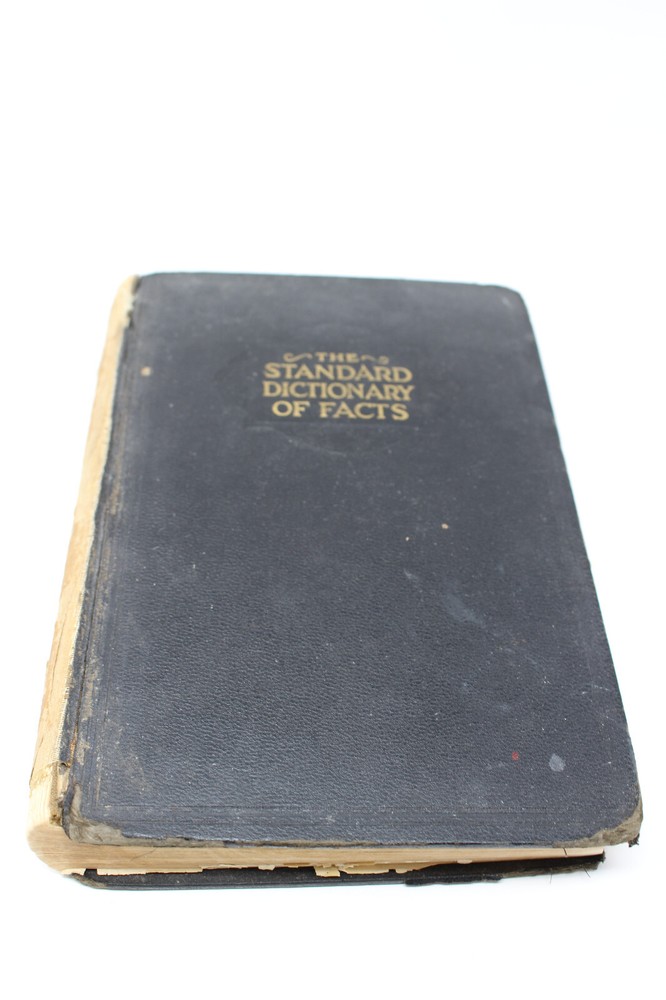 THE
STANDARD
DICTIONARY
OF FACTS